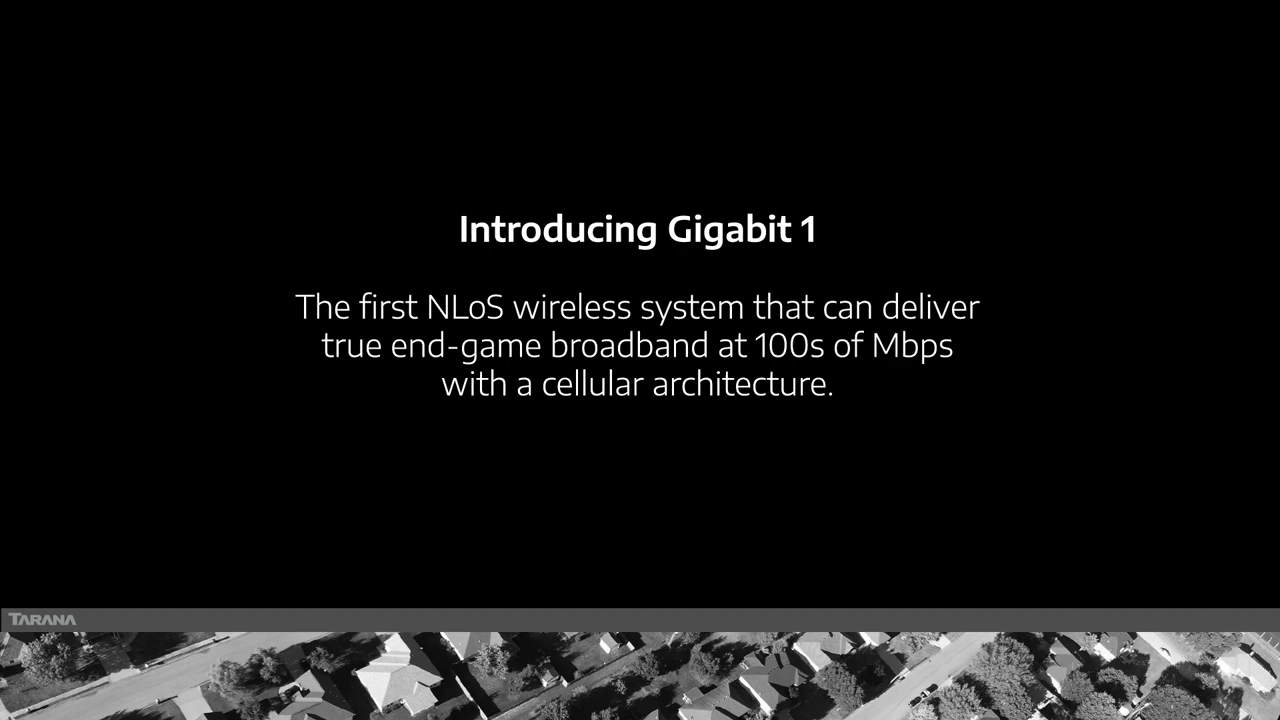 Introducing Gigabit 1
The first NLoS wireless system that can deliver
true end-game broadband at 100s of Mbps
with a cellular architecture.
TARANA